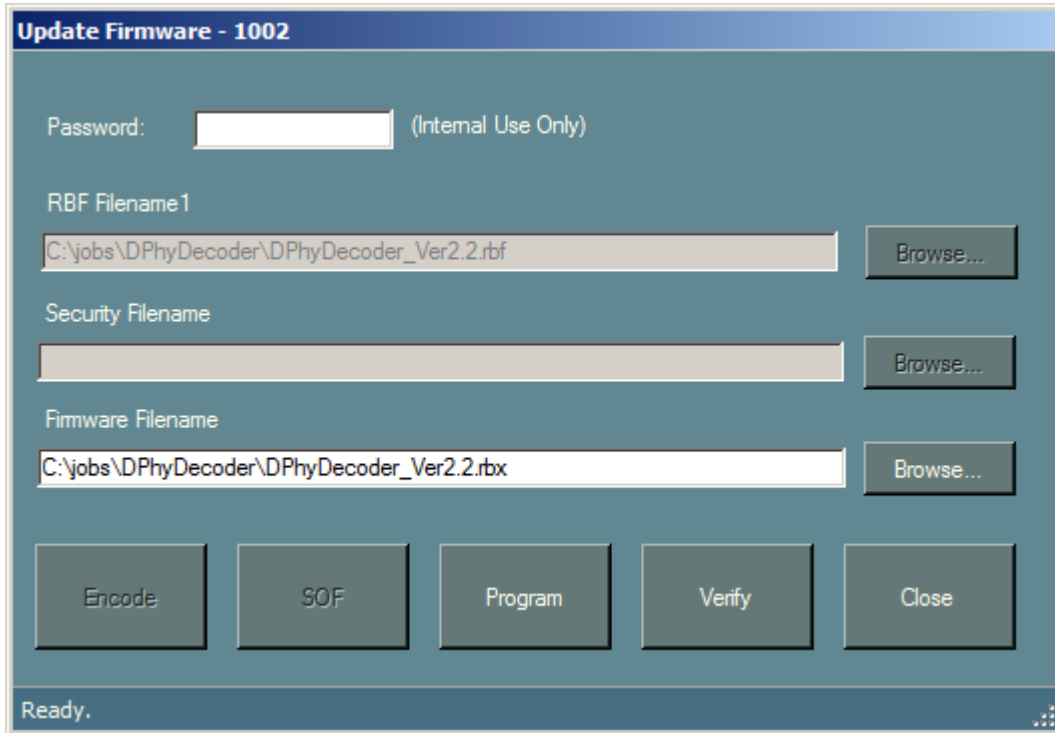 Update Firmware - 1002
Password: (Internal Use Only)
RBF Filename1
C:\jobs\DPhyDecoder\DPhyDecoder_Ver2.2.rbf Browse...
Security Filename
Browse...
Firmware Filename
C:\jobs\DPhyDecoder\DPhyDecoder_Ver2.2.rbx Browse...
Encode SOF Program Verify Close
Ready.